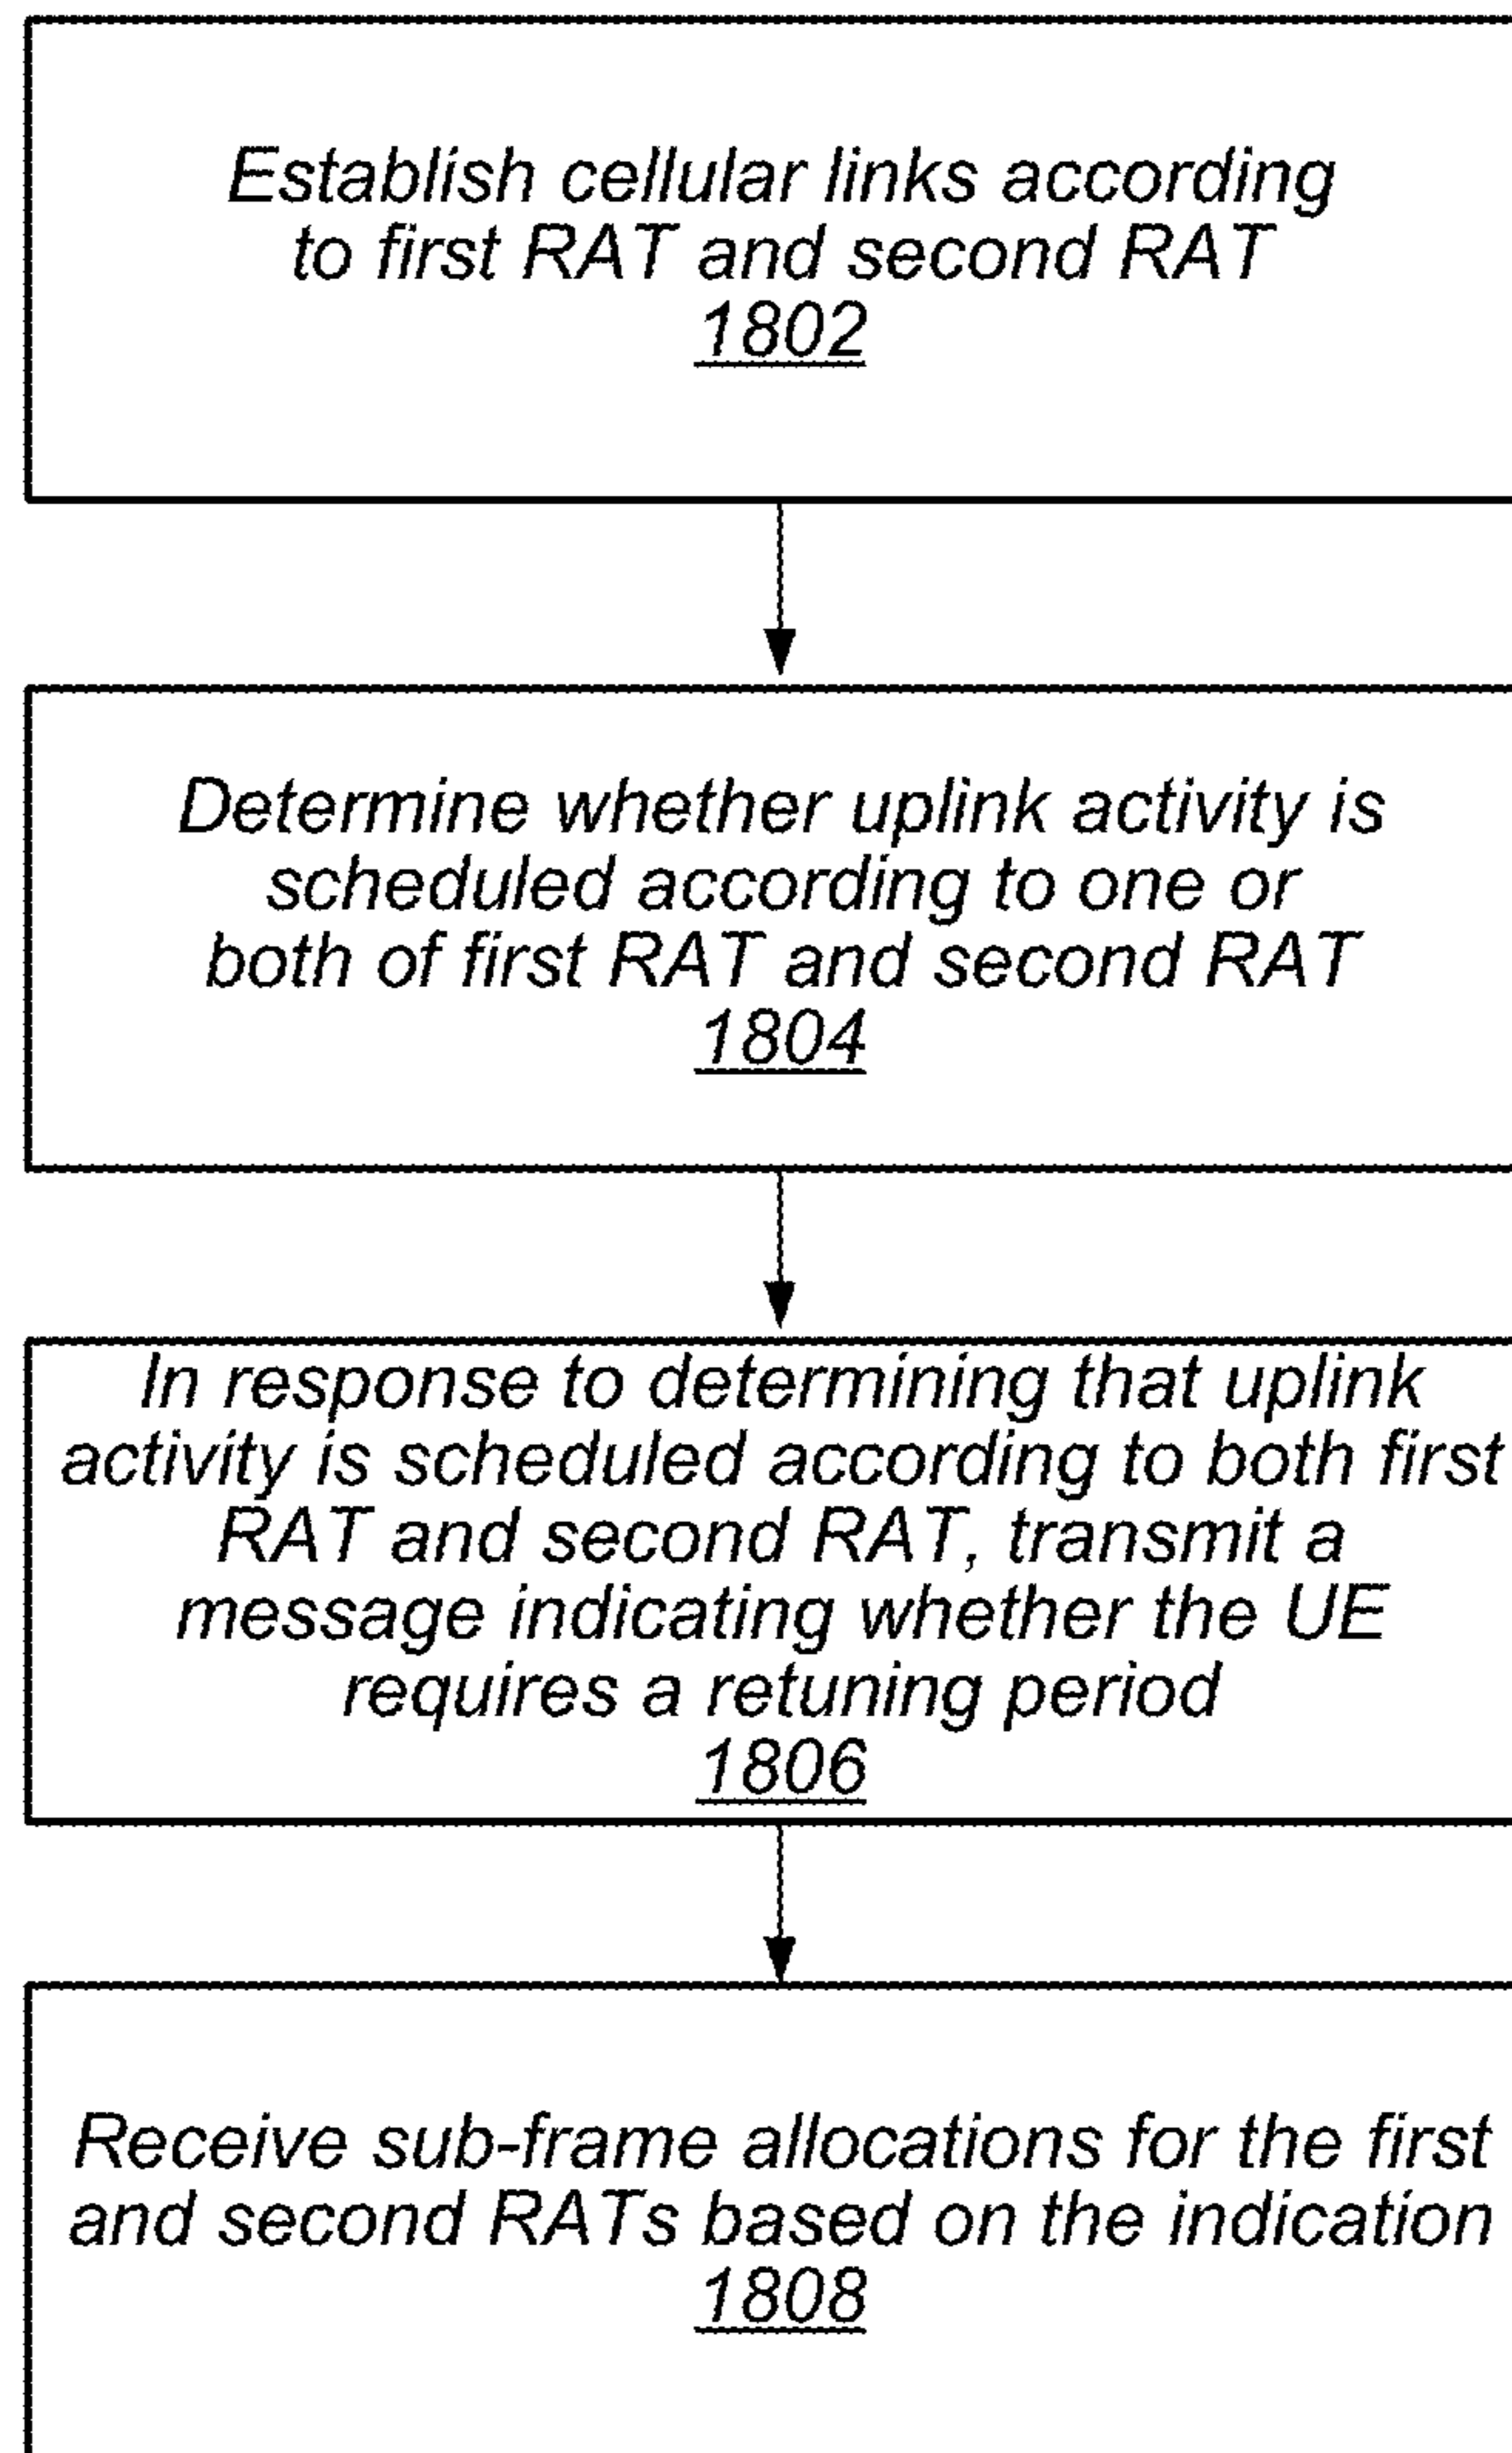 Establish cellular links according
to first RAT and second RAT
1802
Determine whether uplink activity is
scheduled according to one or
both of first RAT and second RAT
1804
In response to determining that uplink
activity is scheduled according to both first
RAT and second RAT, transmit a
message indicating whether the UE
requires a retuning period
1806
Receive sub-frame allocations for the first
and second RATs based on the indication
1808